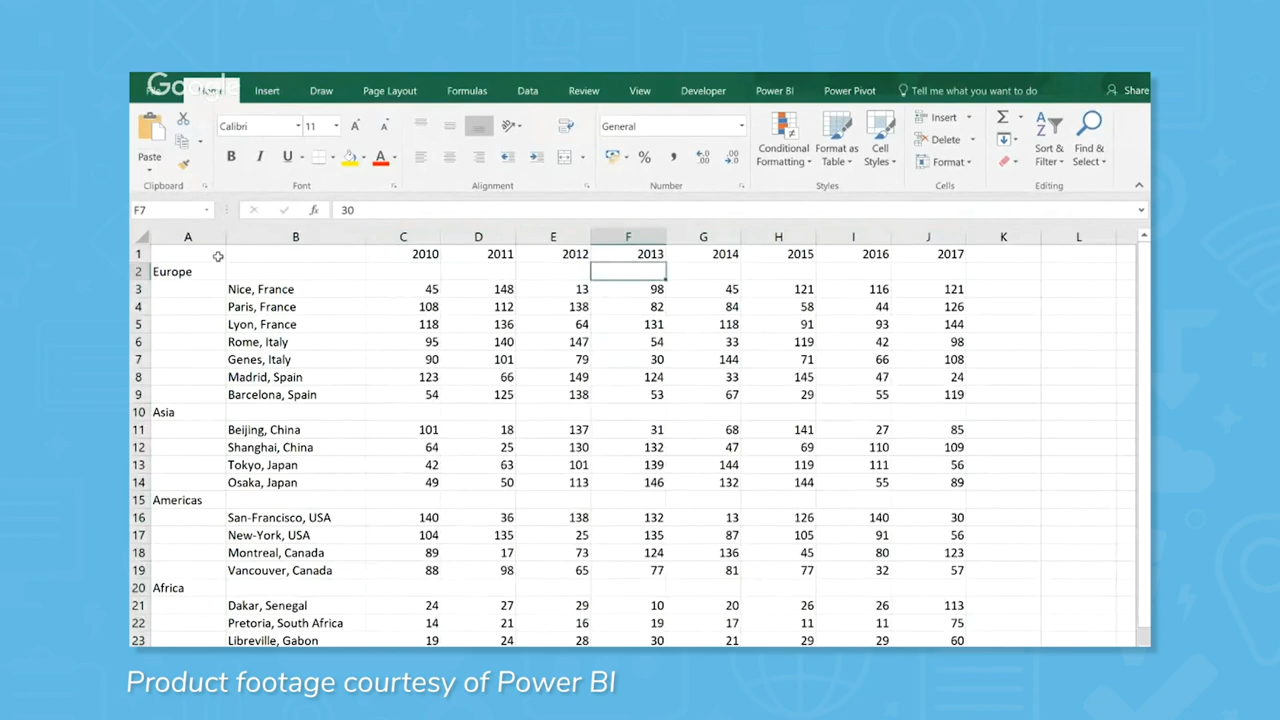 Google
File Home Insert Draw Page Layout Formulas Data Review View Developer Power BI Power Pivot Tell me what you want to do Share
Calibri 11 A A General Insert Σ A Z
Paste B I U A % , .00 .0 Conditional Formatting Format as Table Cell Styles Delete Format Sort & Filter Find & Select
Clipboard Font Alignment Number Styles Cells Editing
F7 fx 30
A B C D E F G H I J K L
1 2010 2011 2012 2013 2014 2015 2016 2017
2 Europe
3 Nice, France 45 148 13 98 45 121 116 121
4 Paris, France 108 112 138 82 84 58 44 126
5 Lyon, France 118 136 64 131 118 91 93 144
6 Rome, Italy 95 140 147 54 33 119 42 98
7 Genes, Italy 90 101 79 30 144 71 66 108
8 Madrid, Spain 123 66 149 124 33 145 47 24
9 Barcelona, Spain 54 125 138 53 67 29 55 119
10 Asia
11 Beijing, China 101 18 137 31 68 141 27 85
12 Shanghai, China 64 25 130 132 47 69 110 109
13 Tokyo, Japan 42 63 101 139 144 119 111 56
14 Osaka, Japan 49 50 113 146 132 144 55 89
15 Americas
16 San-Francisco, USA 140 36 138 132 13 126 140 30
17 New-York, USA 104 135 25 135 87 105 91 56
18 Montreal, Canada 89 17 73 124 136 45 80 123
19 Vancouver, Canada 88 98 65 77 81 77 32 57
20 Africa
21 Dakar, Senegal 24 27 29 10 20 26 26 113
22 Pretoria, South Africa 14 21 16 19 17 11 11 75
23 Libreville, Gabon 19 24 28 30 21 29 29 60
Product footage courtesy of Power BI